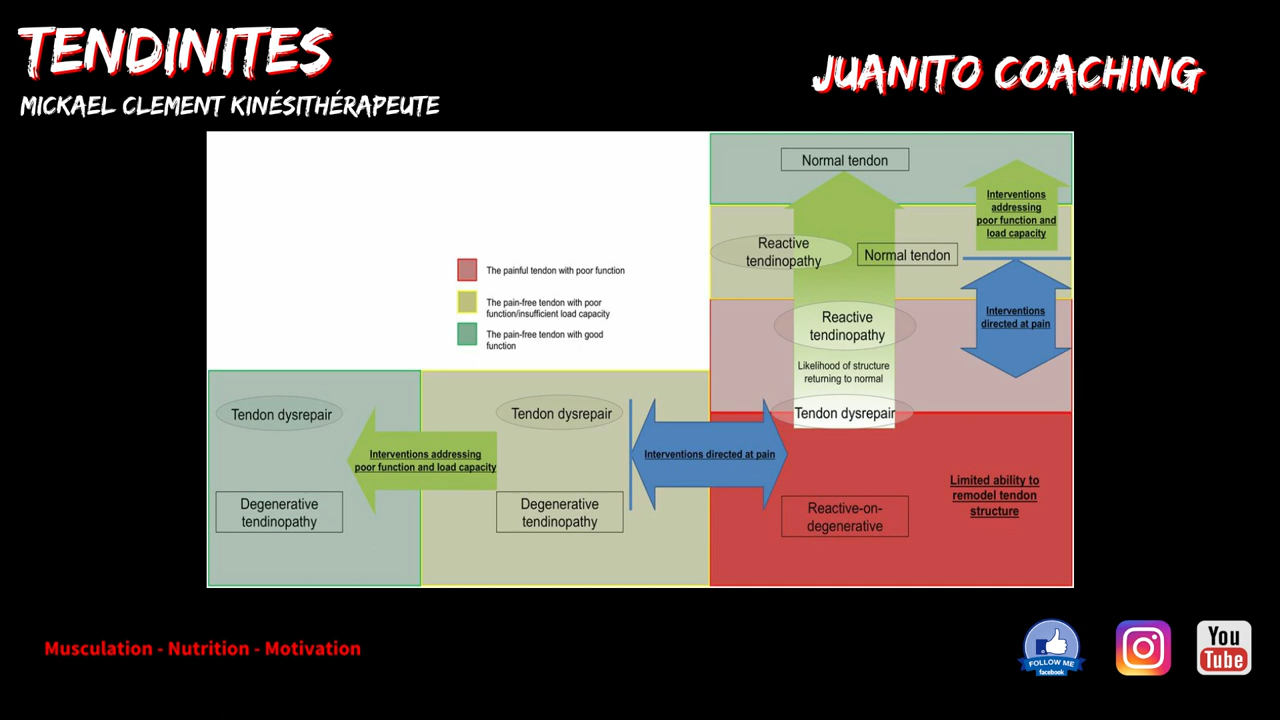 TENDINITES
MICKAEL CLEMENT KINÉSITHÉRAPEUTE
JUANITO COACHING
Normal tendon
Interventions
addressing
poor function and
load capacity
Reactive
tendinopathy
Normal tendon
The painful tendon with poor function
The pain-free tendon with poor
function/insufficient load capacity
The pain-free tendon with good
function
Reactive
tendinopathy
Interventions
directed at pain
Likelihood of structure
returning to normal
Tendon dysrepair
Tendon dysrepair
Tendon dysrepair
Interventions addressing
poor function and load capacity
Interventions directed at pain
Degenerative
tendinopathy
Degenerative
tendinopathy
Reactive-on-
degenerative
Limited ability to
remodel tendon
structure
Musculation - Nutrition - Motivation
FOLLOW ME
facebook
You
Tube